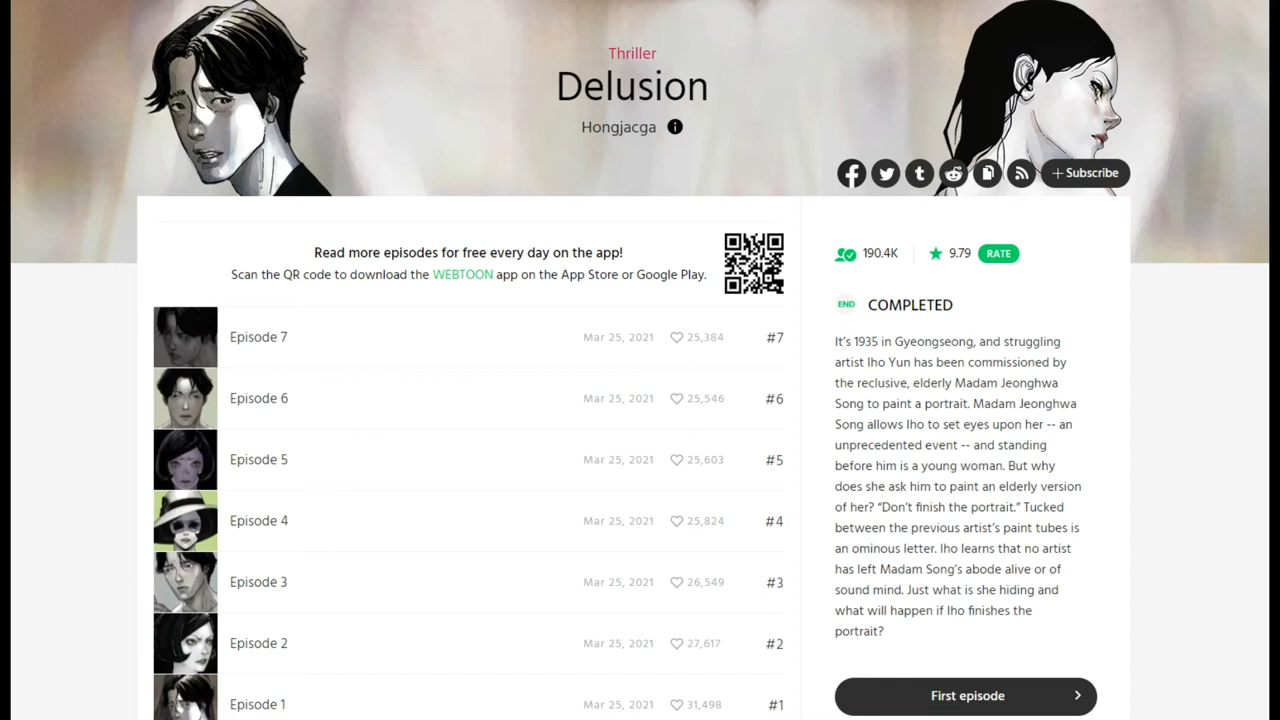 Thriller
Delusion
Hongjacga
+ Subscribe
Read more episodes for free every day on the app!
Scan the QR code to download the WEBTOON app on the App Store or Google Play.
Episode 7 Mar 25, 2021 25,384 #7
Episode 6 Mar 25, 2021 25,546 #6
Episode 5 Mar 25, 2021 25,603 #5
Episode 4 Mar 25, 2021 25,824 #4
Episode 3 Mar 25, 2021 26,549 #3
Episode 2 Mar 25, 2021 27,617 #2
Episode 1 Mar 25, 2021 31,498 #1
190.4K 9.79 RATE
END COMPLETED
It's 1935 in Gyeongseong, and struggling
artist Iho Yun has been commissioned by
the reclusive, elderly Madam Jeonghwa
Song to paint a portrait. Madam Jeonghwa
Song allows Iho to set eyes upon her -- an
unprecedented event -- and standing
before him is a young woman. But why
does she ask him to paint an elderly version
of her? “Don’t finish the portrait.” Tucked
between the previous artist’s paint tubes is
an ominous letter. Iho learns that no artist
has left Madam Song’s abode alive or of
sound mind. Just what is she hiding and
what will happen if Iho finishes the
portrait?
First episode